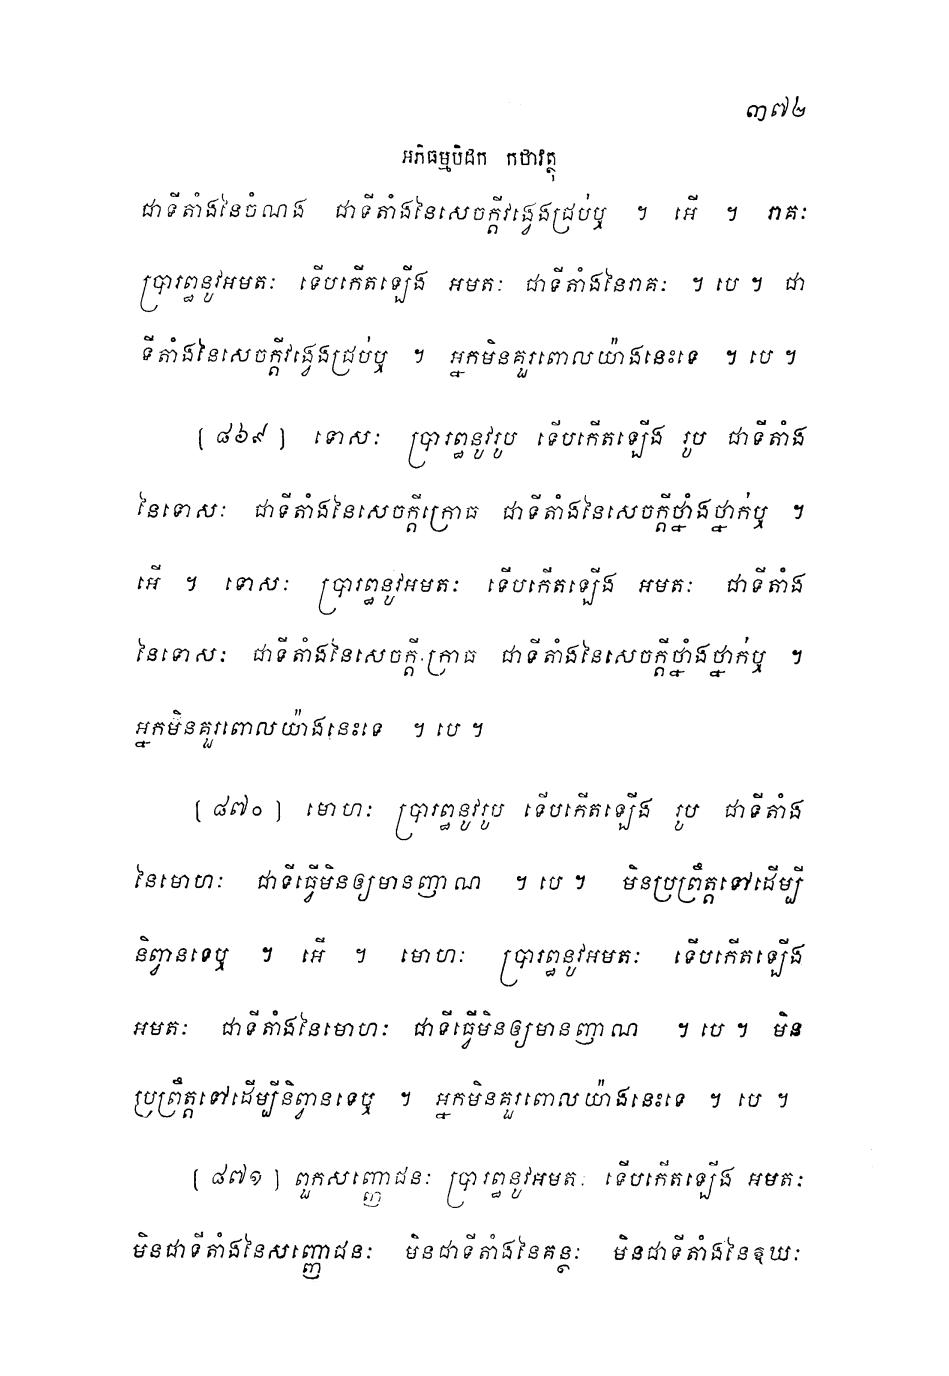 ៣៧២
អភិធម្មបិដក កថាវត្ថុ
ជាទីតាំងនៃចំណង ជាទីតាំងនៃសេចក្តីវង្វេងជ្រប់ឬ ។ អើ ។ រាគៈ
ប្រារព្ធនូវអមតៈ ទើបកើតឡើង អមតៈ ជាទីតាំងនៃរាគៈ ។ បេ ។ ជា
ទីតាំងនៃសេចក្តីវង្វេងជ្រប់ឬ ។ អ្នកមិនគួរពោលយ៉ាងនេះទេ ។ បេ ។
[ ៨៦៩ ] ទោសៈ ប្រារព្ធនូវរូប ទើបកើតឡើង រូប ជាទីតាំង
នៃទោសៈ ជាទីតាំងនៃសេចក្តីក្រោធ ជាទីតាំងនៃសេចក្តីថ្នាំងថ្នាក់ឬ ។
អើ ។ ទោសៈ ប្រារព្ធនូវអមតៈ ទើបកើតឡើង អមតៈ ជាទីតាំង
នៃទោសៈ ជាទីតាំងនៃសេចក្តីក្រោធ ជាទីតាំងនៃសេចក្តីថ្នាំងថ្នាក់ឬ ។
អ្នកមិនគួរពោលយ៉ាងនេះទេ ។ បេ ។
[ ៨៧០ ] មោហៈ ប្រារព្ធនូវរូប ទើបកើតឡើង រូប ជាទីតាំង
នៃមោហៈ ជាទីធ្វើមិនឲ្យមានញាណ ។ បេ ។ មិនប្រព្រឹត្តទៅដើម្បី
និព្វានទេឬ ។ អើ ។ មោហៈ ប្រារព្ធនូវអមតៈ ទើបកើតឡើង
អមតៈ ជាទីតាំងនៃមោហៈ ជាទីធ្វើមិនឲ្យមានញាណ ។ បេ ។ មិន
ប្រព្រឹត្តទៅដើម្បីនិព្វានទេឬ ។ អ្នកមិនគួរពោលយ៉ាងនេះទេ ។ បេ ។
[ ៨៧១ ] ពួកសញ្ញោជនៈ ប្រារព្ធនូវអមតៈ ទើបកើតឡើង អមតៈ
មិនជាទីតាំងនៃសញ្ញោជនៈ មិនជាទីតាំងនៃគន្ថៈ មិនជាទីតាំងនៃឱឃៈ